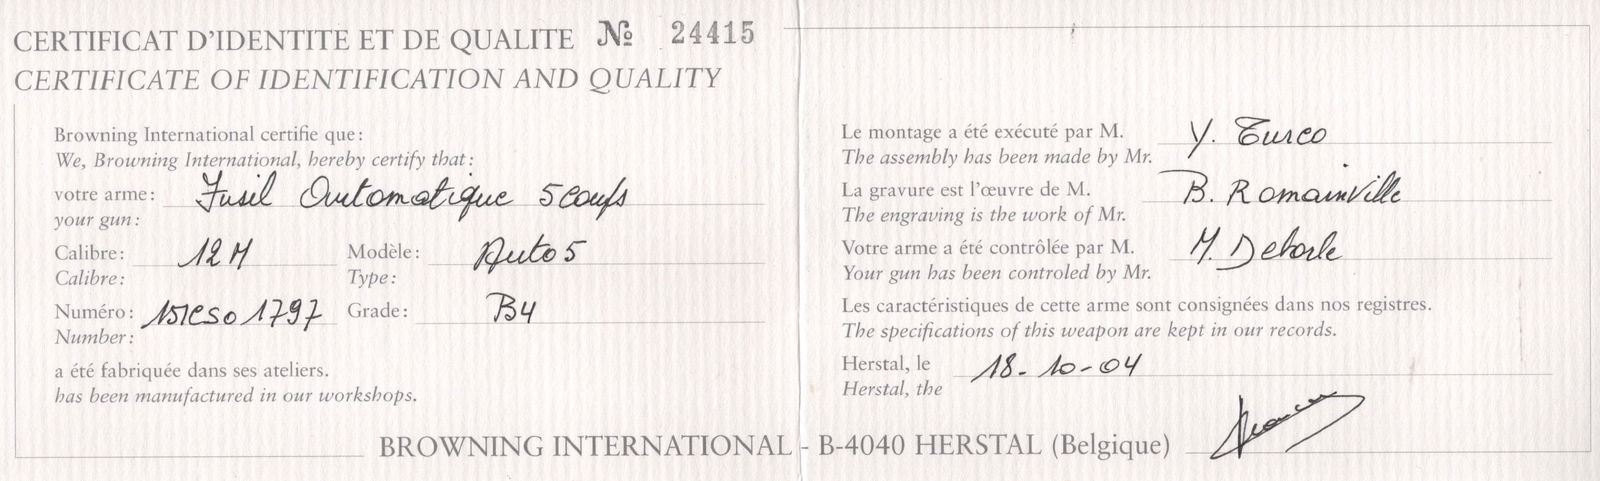 CERTIFICAT D'IDENTITE ET DE QUALITE № 24415
CERTIFICATE OF IDENTIFICATION AND QUALITY
Browning International certifie que:
We, Browning International, hereby certify that:
votre arme: Fusil Automatique 5 coups
your gun:
Calibre: 12 M Modèle: Auto 5
Calibre: Type:
Numéro: Grade: B4
Number:
a été fabriquée dans ses ateliers.
has been manufactured in our workshops.
Le montage a été exécuté par M. Y. Turco
The assembly has been made by Mr.
La gravure est l'œuvre de M. B. Romainville
The engraving is the work of Mr.
Votre arme a été contrôlée par M. M.
Your gun has been controled by Mr.
Les caractéristiques de cette arme sont consignées dans nos registres.
The specifications of this weapon are kept in our records.
Herstal, le 18-10-04
Herstal, the
BROWNING INTERNATIONAL - B-4040 HERSTAL (Belgique)